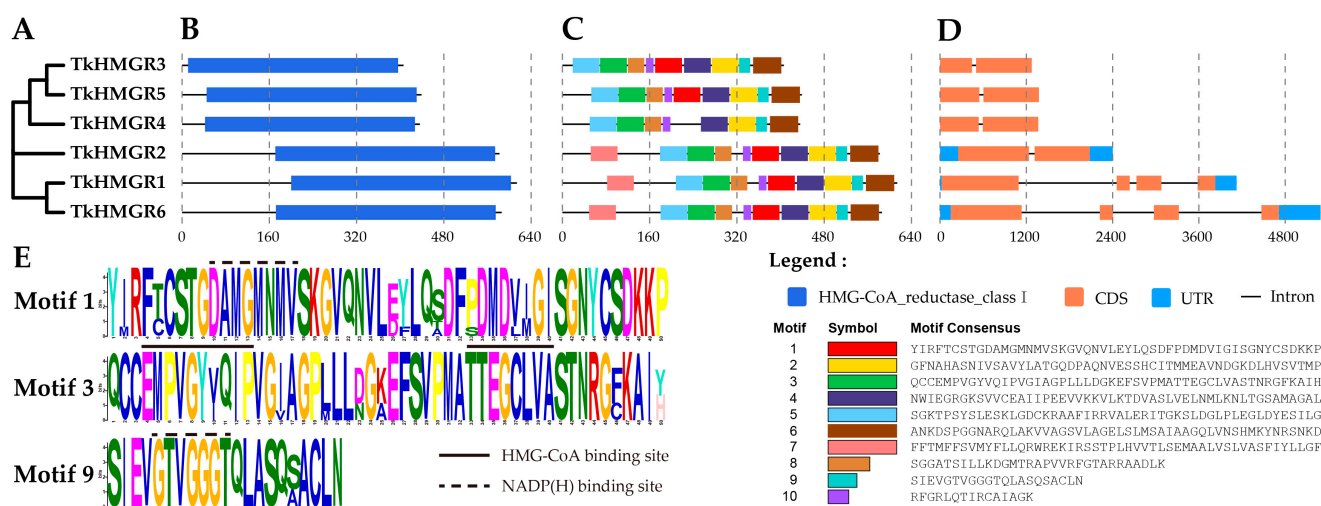 A B C D
TkHMGR3
TkHMGR5
TkHMGR4
TkHMGR2
TkHMGR1
TkHMGR6
0 160 320 480 640
0 160 320 480 640
0 1200 2400 3600 4800
E
Motif 1
Motif 3
Motif 9
HMG-CoA binding site
NADP(H) binding site
Legend :
HMG-CoA_reductase_class I CDS UTR Intron
Motif Symbol Motif Consensus
1 YIRFTCSTGDAMGMNMVSKGVQNVLEYLQSDFPDMDVIGISGNYCSDKKP
2 GFNAHASNIVSAVYLATGQDPAQNVESSHCITMMEAVNDGKDLHVSVTMP
3 QCCEMPVGYVQIPVGIAGPLLLDGKEFSVPMATTEGCLVASTNRGFKAIH
4 NWIEGRGKSVVCEAIIPEEVVKKVLKTDVASLVELNMLKNLTGSAMAGAL
5 SGKTPSYSLESKLGDCKRAAFIRRVALERITGKSLDGLPLEGLDYESILG
6 ANKDSPGGNARQLAKVVAGSVLAGELSLMSAIAAGQLVNSHMKYNRSNKD
7 FFTMFFSVMYFLLQRWREKIRSSTPLHVVTLSEMAALVSLVASFIYLLGF
8 SGGATSILLKDGMTRAPVVRFGTARRAADLK
9 SIEVGTVGGGTQLASQSACLN
10 RFGRLQTIRCAIAGK